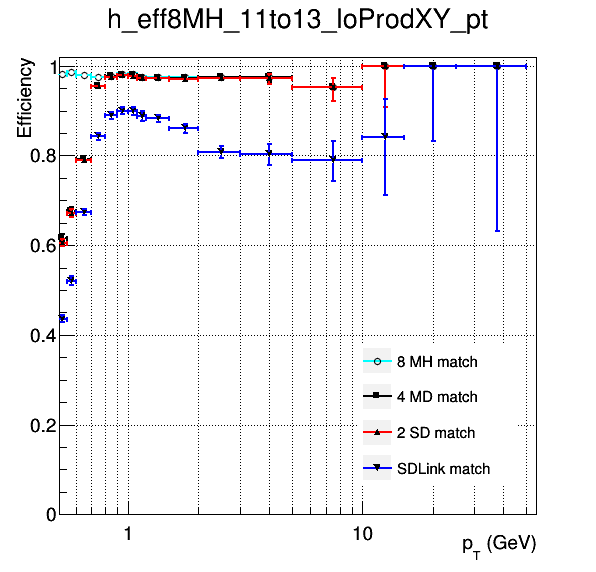 h_eff8MH_11to13_loProdXY_pt
Efficiency
1
0.8
0.6
0.4
0.2
0
8 MH match
4 MD match
2 SD match
SDLink match
1
10
p_T (GeV)